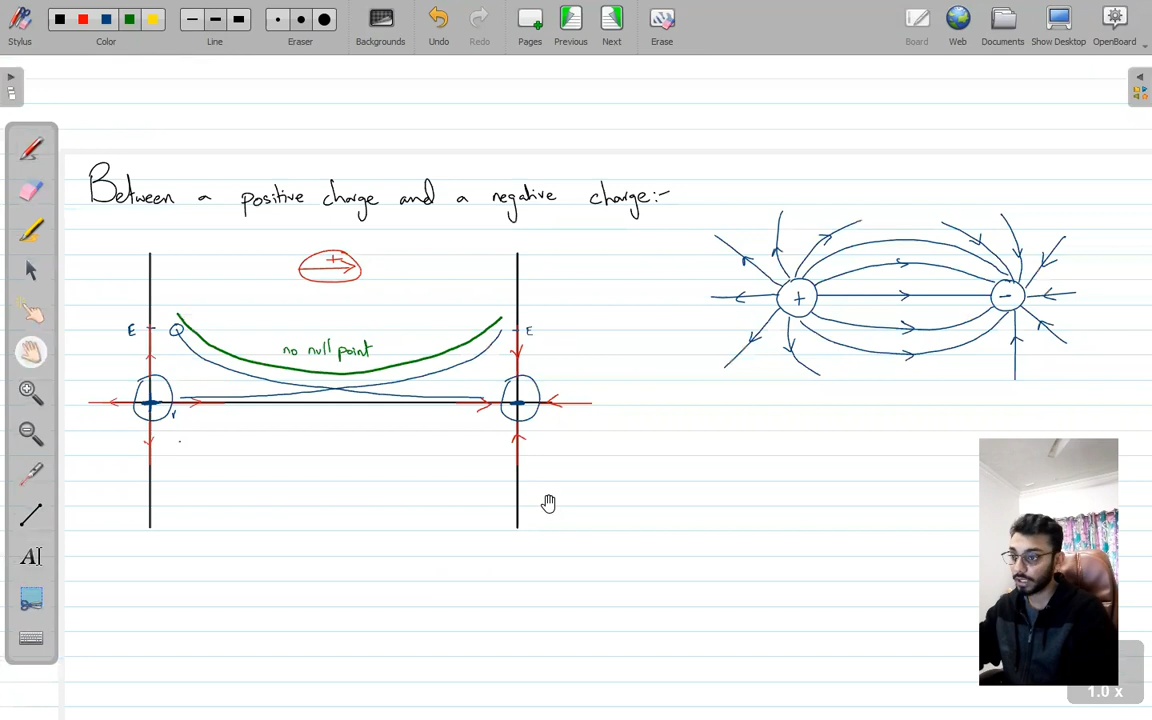 Stylus
Color
Line
Eraser
Backgrounds
Undo
Redo
Pages
Previous
Next
Erase
Board
Web
Documents
Show Desktop
OpenBoard
Between a positive charge and a negative charge:-
+
E
E
no null point
r
+
-
AI
1.0 x